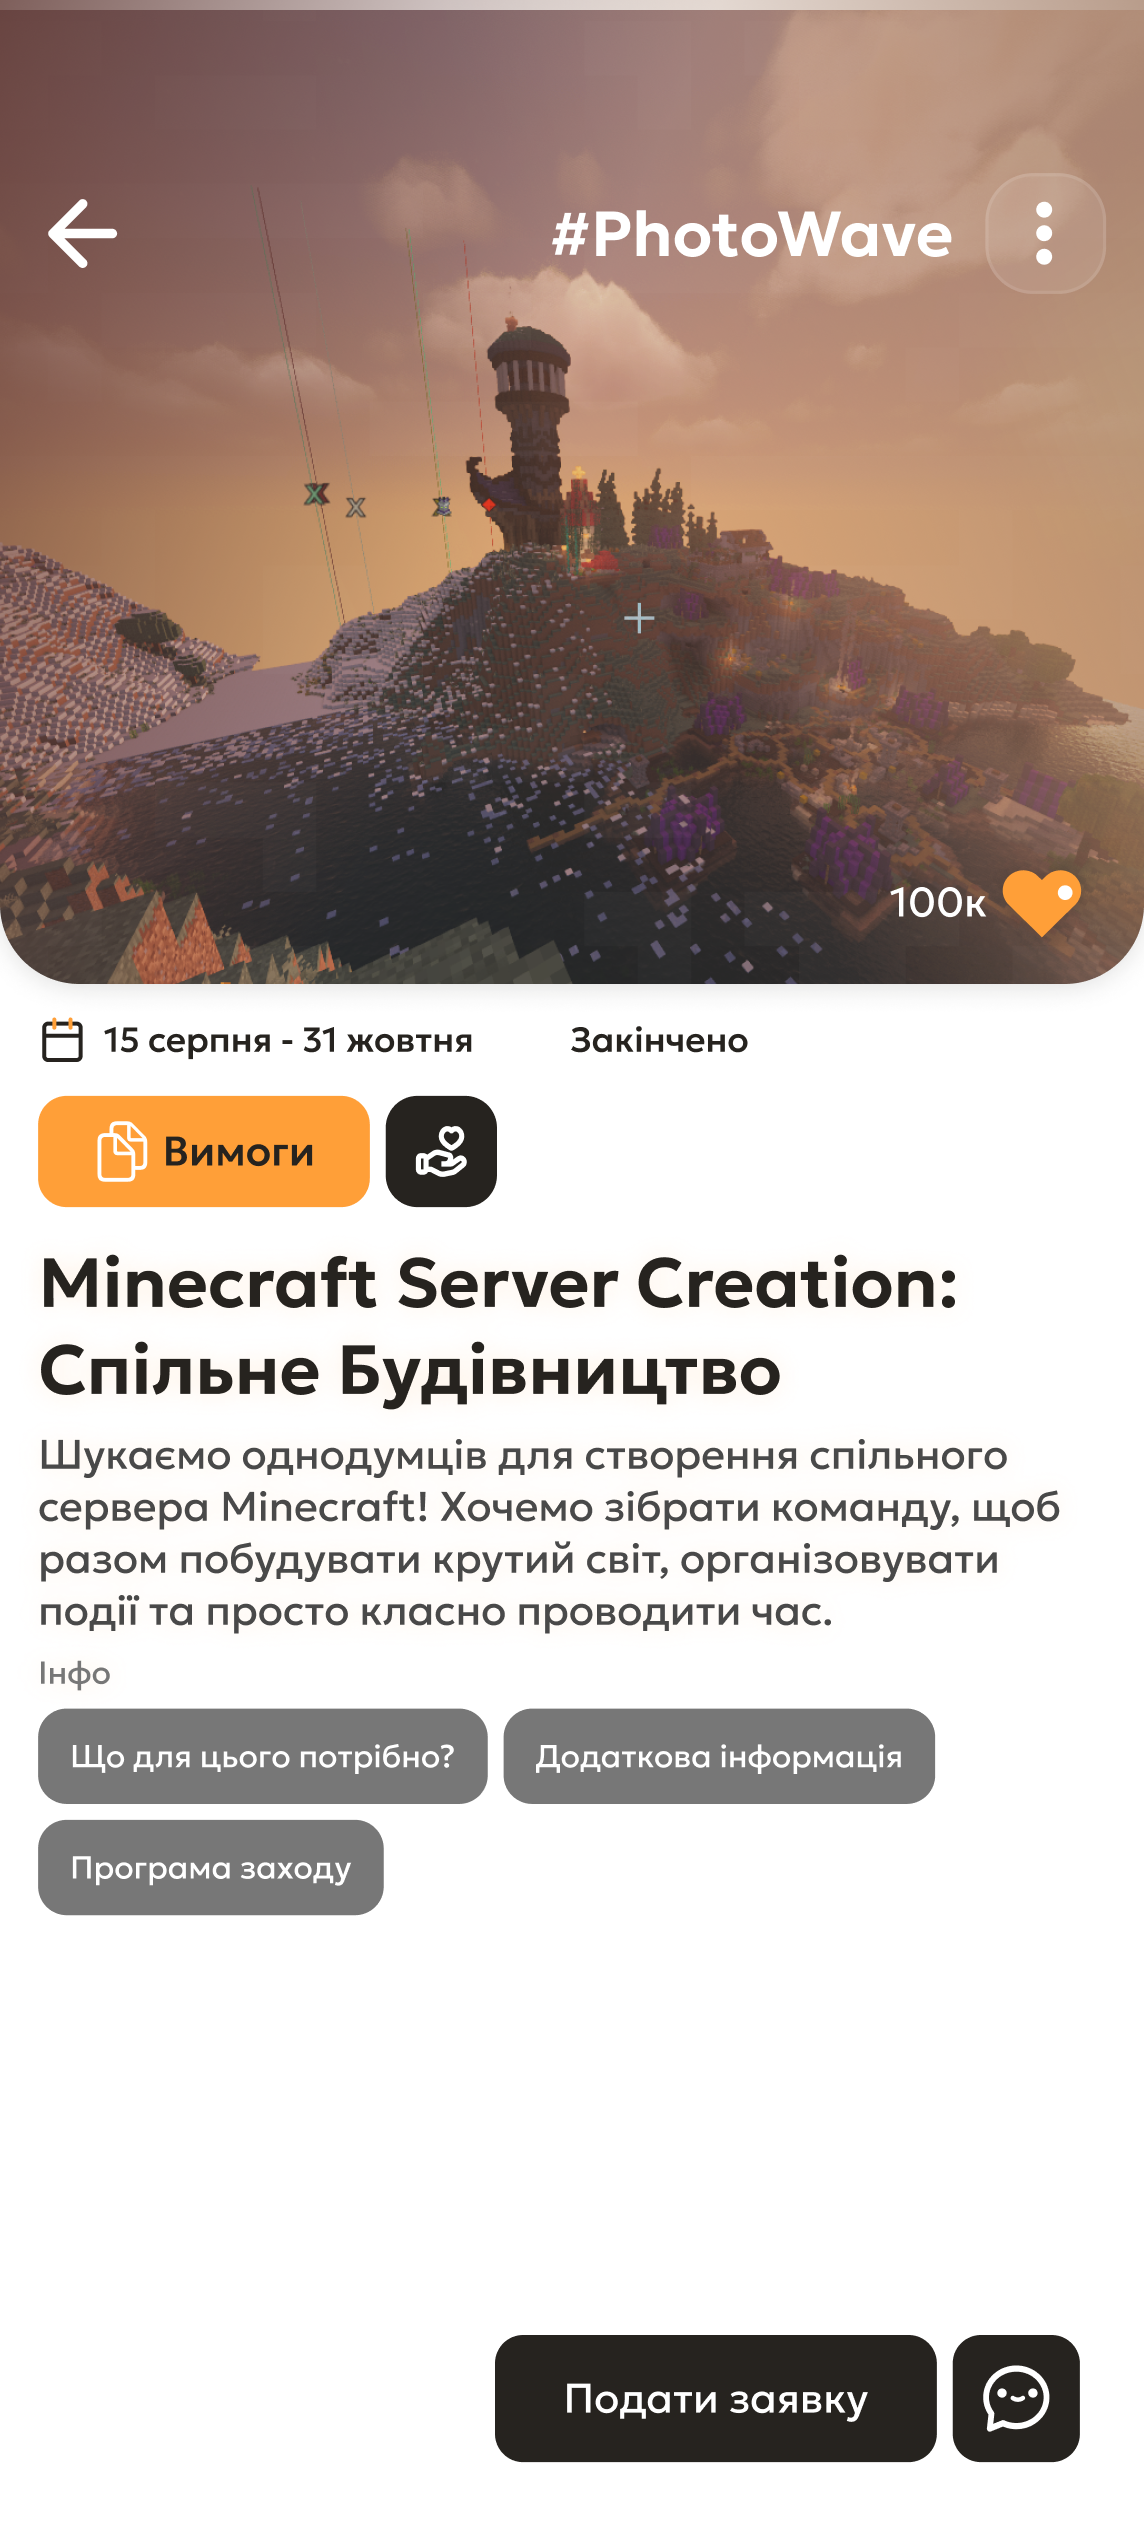 #PhotoWave
100к
15 серпня - 31 жовтня
Закінчено
Вимоги
Minecraft Server Creation:
Спільне Будівництво
Шукаємо однодумців для створення спільного
сервера Minecraft! Хочемо зібрати команду, щоб
разом побудувати крутий світ, організовувати
події та просто класно проводити час.
Інфо
Що для цього потрібно?
Додаткова інформація
Програма заходу
Подати заявку